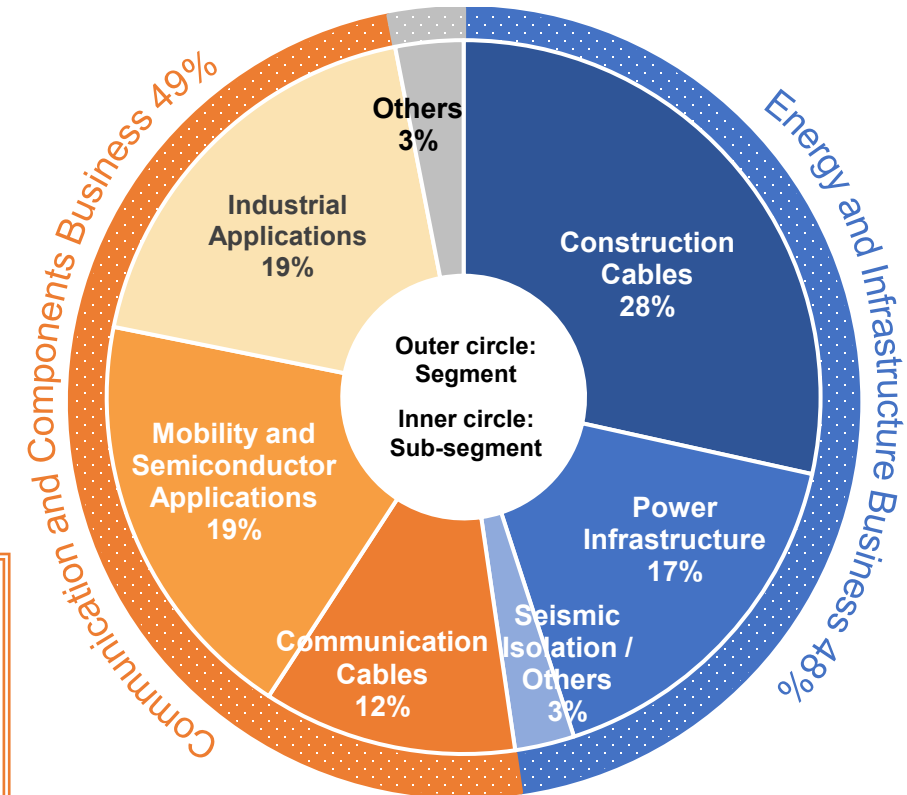 Communication and Components Business 49%
Energy and Infrastructure Business 48%
Others
3%
Industrial
Applications
19%
Construction
Cables
28%
Outer circle:
Segment
Inner circle:
Sub-segment
Mobility and
Semiconductor
Applications
19%
Power
Infrastructure
17%
Seismic
Isolation /
Others
3%
Communication
Cables
12%